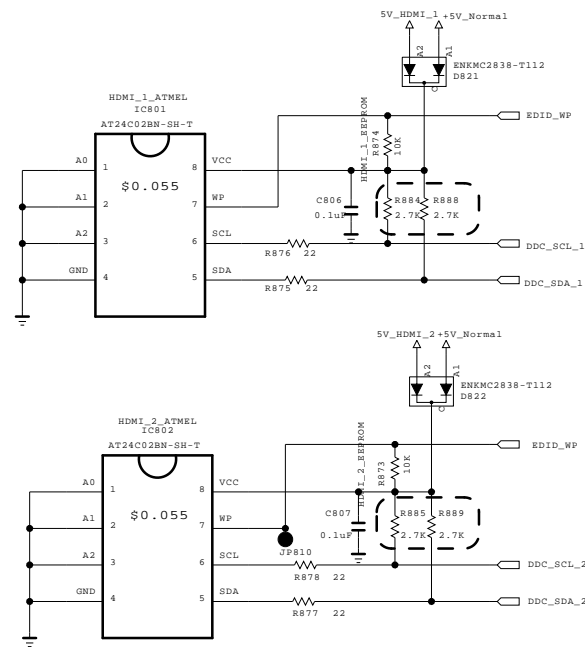 5V_HDMI_1 +5V_Normal
A2
A1
ENKMC2838-T112
D821
C
HDMI_1_ATMEL
IC801
AT24C02BN-SH-T
HDMI_1_EEPROM
R874
10K
EDID_WP
A0 1 8 VCC
$0.055
A1 2 7 WP
C806
0.1uF
R884 R888
2.7K 2.7K
A2 3 6 SCL
R876 22
DDC_SCL_1
GND 4 5 SDA
R875 22
DDC_SDA_1
5V_HDMI_2 +5V_Normal
A2
A1
ENKMC2838-T112
D822
C
HDMI_2_ATMEL
IC802
AT24C02BN-SH-T
HDMI_2_EEPROM
R873
10K
EDID_WP
A0 1 8 VCC
$0.055
A1 2 7 WP
JP810
C807
0.1uF
R885 R889
2.7K 2.7K
A2 3 6 SCL
R878 22
DDC_SCL_2
GND 4 5 SDA
R877 22
DDC_SDA_2